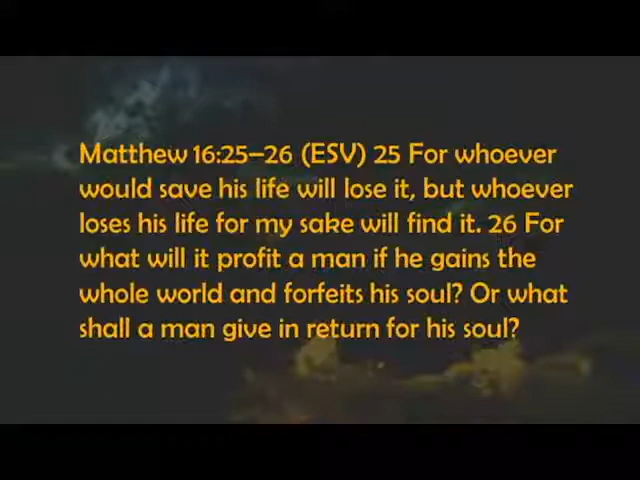 Matthew 16:25–26 (ESV) 25 For whoever
would save his life will lose it, but whoever
loses his life for my sake will find it. 26 For
what will it profit a man if he gains the
whole world and forfeits his soul? Or what
shall a man give in return for his soul?